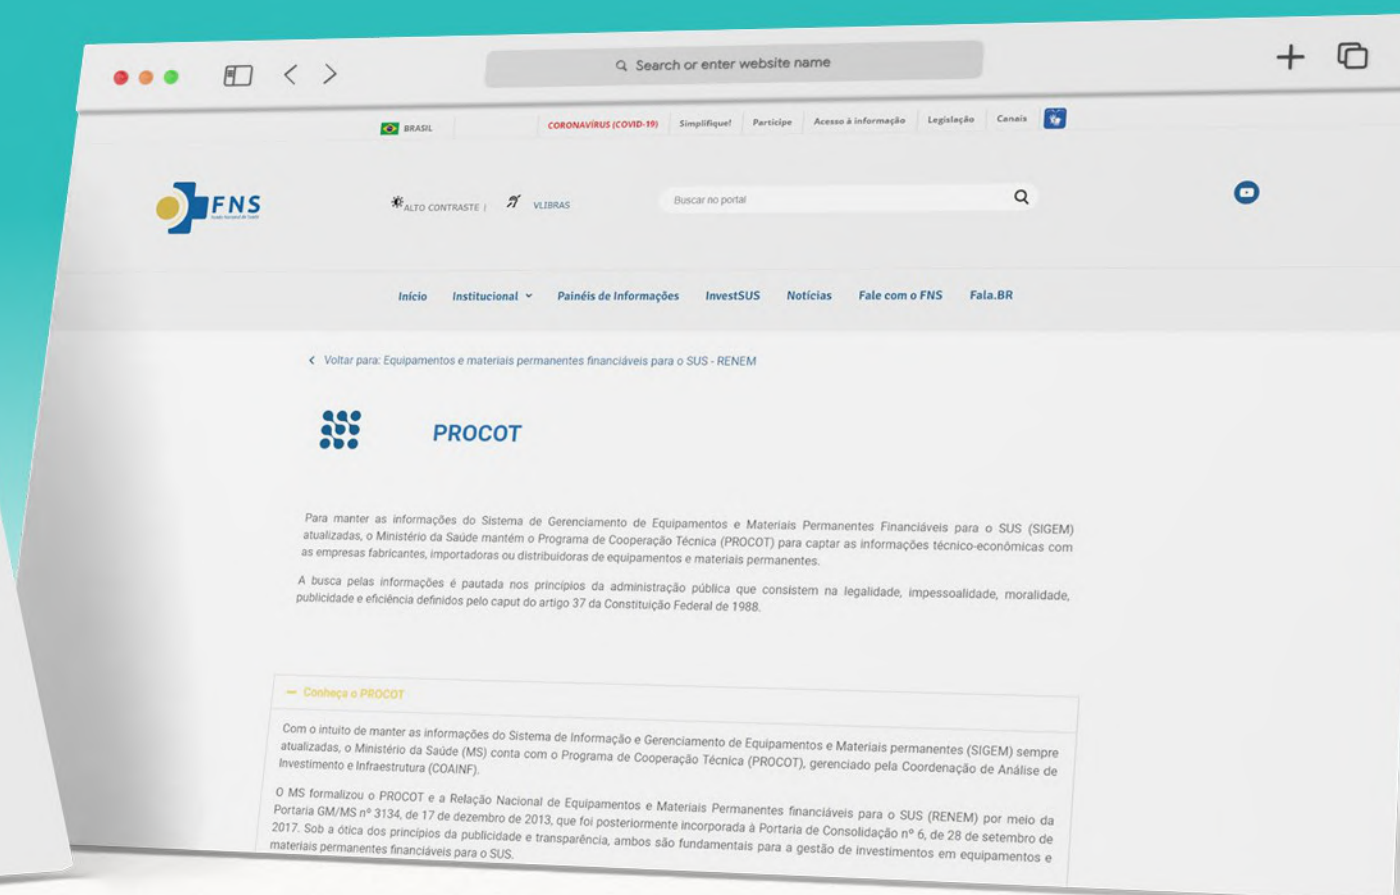 Search or enter website name
BRASIL
CORONAVÍRUS (COVID-19) Simplifique! Participe Acesso à informação Legislação Canais
FNS
Fundo Nacional de Saúde
ALTO CONTRASTE |
VLIBRAS
Buscar no portal
Início Institucional Painéis de Informações InvestSUS Notícias Fale com o FNS Fala.BR
Voltar para: Equipamentos e materiais permanentes financiáveis para o SUS - RENEM
PROCOT
Para manter as informações do Sistema de Gerenciamento de Equipamentos e Materiais Permanentes Financiáveis para o SUS (SIGEM)
atualizadas, o Ministério da Saúde mantém o Programa de Cooperação Técnica (PROCOT) para captar as informações técnico-econômicas com
as empresas fabricantes, importadoras ou distribuidoras de equipamentos e materiais permanentes.
A busca pelas informações é pautada nos princípios da administração pública que consistem na legalidade, impessoalidade, moralidade,
publicidade e eficiência definidos pelo caput do artigo 37 da Constituição Federal de 1988.
Conheça o PROCOT
Com o intuito de manter as informações do Sistema de Informação e Gerenciamento de Equipamentos e Materiais permanentes (SIGEM) sempre
atualizadas, o Ministério da Saúde (MS) conta com o Programa de Cooperação Técnica (PROCOT), gerenciado pela Coordenação de Análise de
Investimento e Infraestrutura (COAINF).
O MS formalizou o PROCOT e a Relação Nacional de Equipamentos e Materiais Permanentes financiáveis para o SUS (RENEM) por meio da
Portaria GM/MS nº 3134, de 17 de dezembro de 2013, que foi posteriormente incorporada à Portaria de Consolidação nº 6, de 28 de setembro de
2017. Sob a ótica dos princípios da publicidade e transparência, ambos são fundamentais para a gestão de investimentos em equipamentos e
materiais permanentes financiáveis para o SUS.